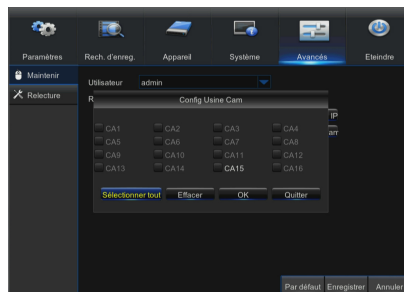 Paramètres Rech. d'enreg. Appareil Système Avancés Eteindre
Maintenir
Relecture
Utilisateur admin
Config Usine Cam
IP
CA1 CA2 CA3 CA4
CA5 CA6 CA7 CA8
CA9 CA10 CA11 CA12
CA13 CA14 CA15 CA16
Sélectionner tout Effacer OK Quitter
Par défaut Enregistrer Annuler